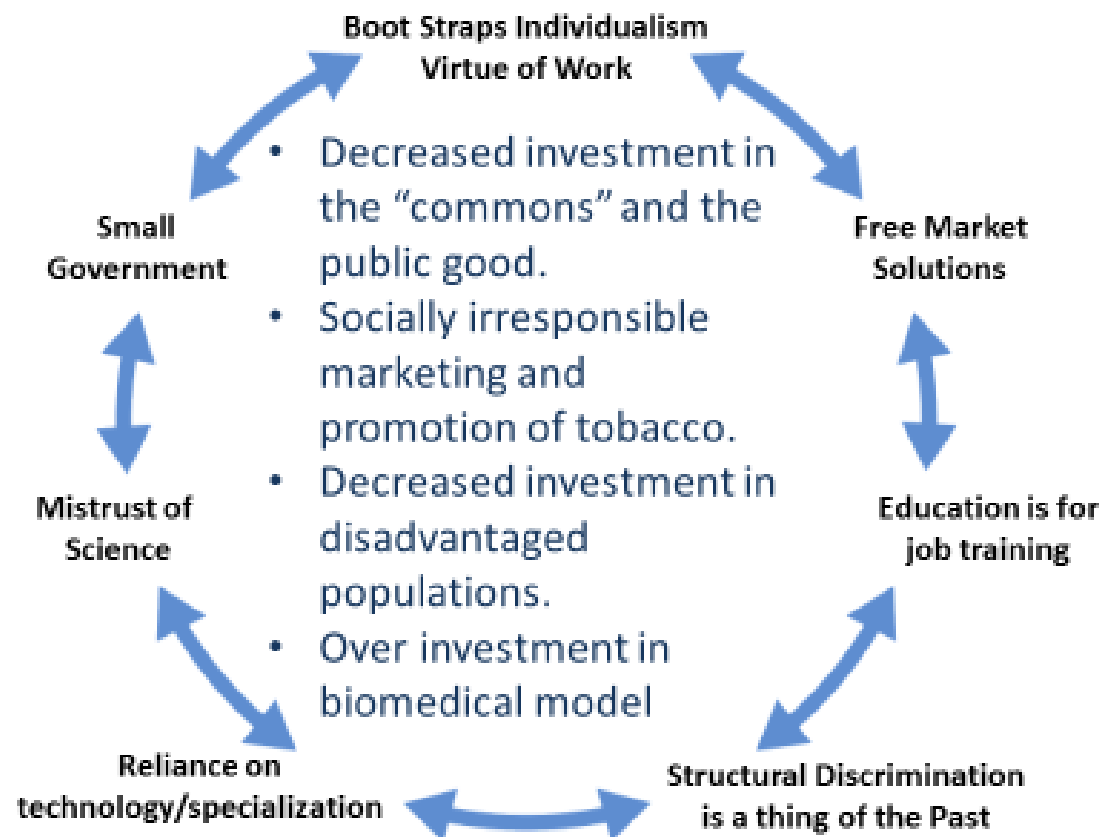 Boot Straps Individualism
Virtue of Work
Small
Government
Free Market
Solutions
• Decreased investment in
the “commons” and the
public good.
• Socially irresponsible
marketing and
promotion of tobacco.
• Decreased investment in
disadvantaged
populations.
• Over investment in
biomedical model
Mistrust of
Science
Education is for
job training
Reliance on
technology/specialization
Structural Discrimination
is a thing of the Past